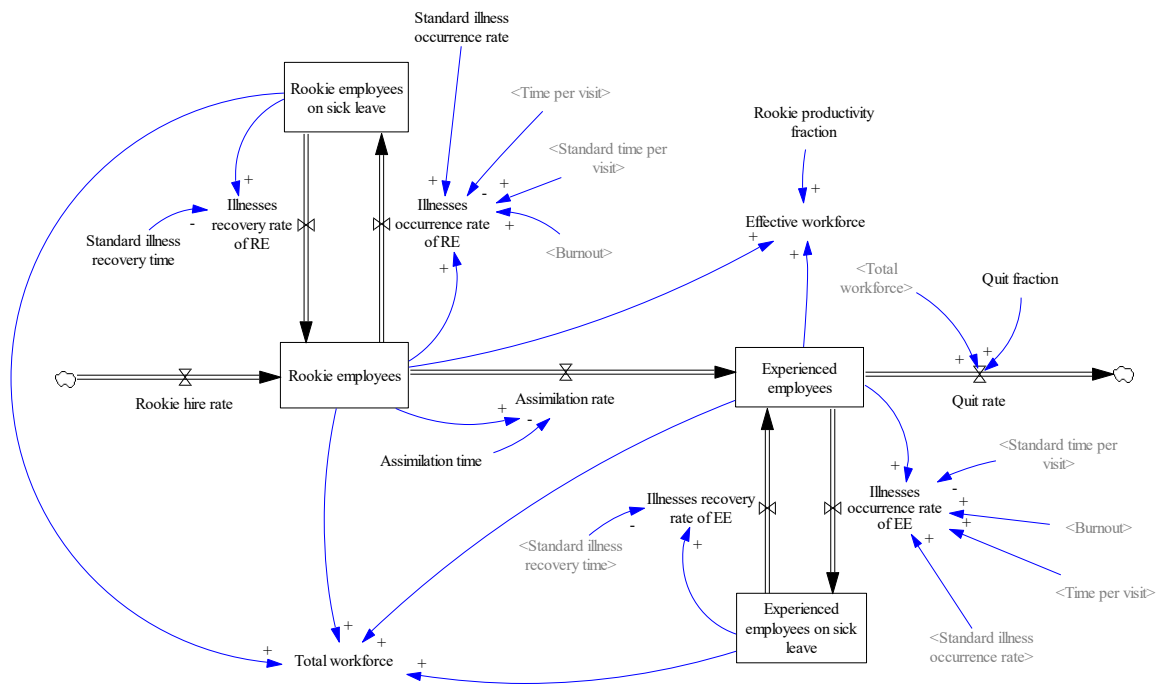 Standard illness
occurrence rate
Rookie employees
on sick leave
<Time per visit>
Rookie productivity
fraction
<Standard time per
visit>
+
+
-
+
+
Illnesses
recovery rate
of RE
-
Illnesses
occurrence rate
of RE
+
+
Standard illness
recovery time
<Burnout>
Effective workforce
+
+
+
<Total
workforce>
Quit fraction
Rookie employees
Experienced
employees
+
+
Rookie hire rate
Assimilation rate
Quit rate
+
-
Assimilation time
<Standard time per
visit>
+
-
Illnesses recovery
rate of EE
Illnesses
occurrence rate
of EE
+
+
+
-
+
<Burnout>
<Standard illness
recovery time>
<Time per visit>
Experienced
employees on sick
leave
<Standard illness
occurrence rate>
+
+
+
+
Total workforce